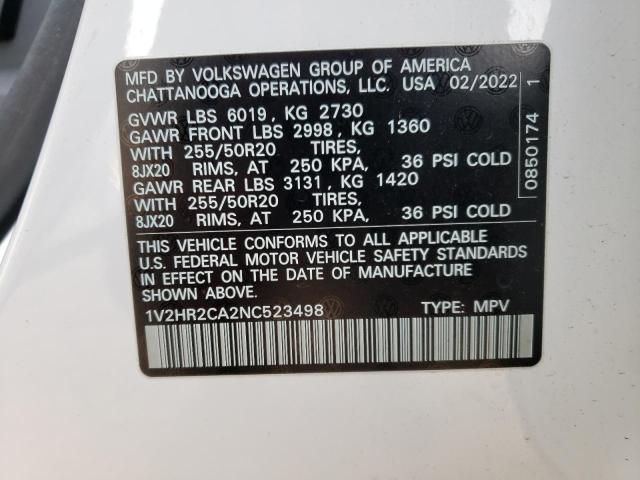 MFD BY VOLKSWAGEN GROUP OF AMERICA
CHATTANOOGA OPERATIONS, LLC. USA 02/2022
GVWR LBS 6019, KG 2730
GAWR FRONT LBS 2998, KG 1360
WITH 255/50R20 TIRES,
8JX20 RIMS, AT 250 KPA, 36 PSI COLD
GAWR REAR LBS 3131, KG 1420
WITH 255/50R20 TIRES,
8JX20 RIMS, AT 250 KPA, 36 PSI COLD
THIS VEHICLE CONFORMS TO ALL APPLICABLE
U.S. FEDERAL MOTOR VEHICLE SAFETY STANDARDS
IN EFFECT ON THE DATE OF MANUFACTURE
SHOWN ABOVE.
1V2HR2CA2NC523498 TYPE: MPV
0850174 1